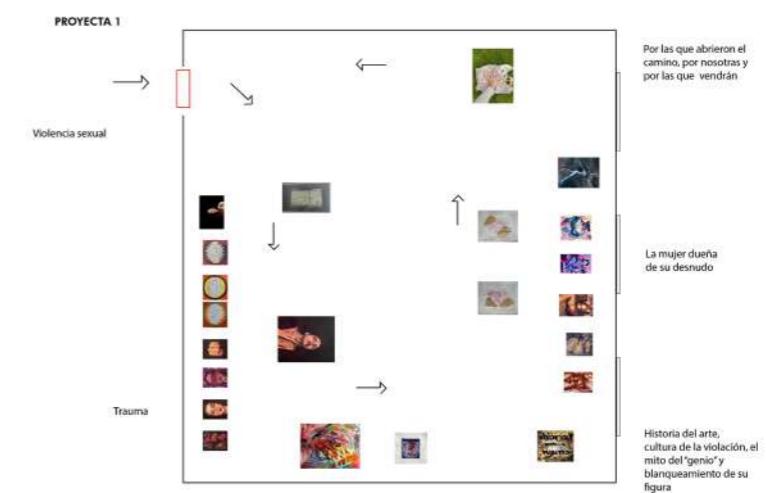 PROYECTA 1
Por las que abrieron el
camino, por nosotras y
por las que vendrán
Violencia sexual
La mujer dueña
de su desnudo
Trauma
Historia del arte,
cultura de la violación, el
mito del "genio" y
blanqueamiento de su
figura